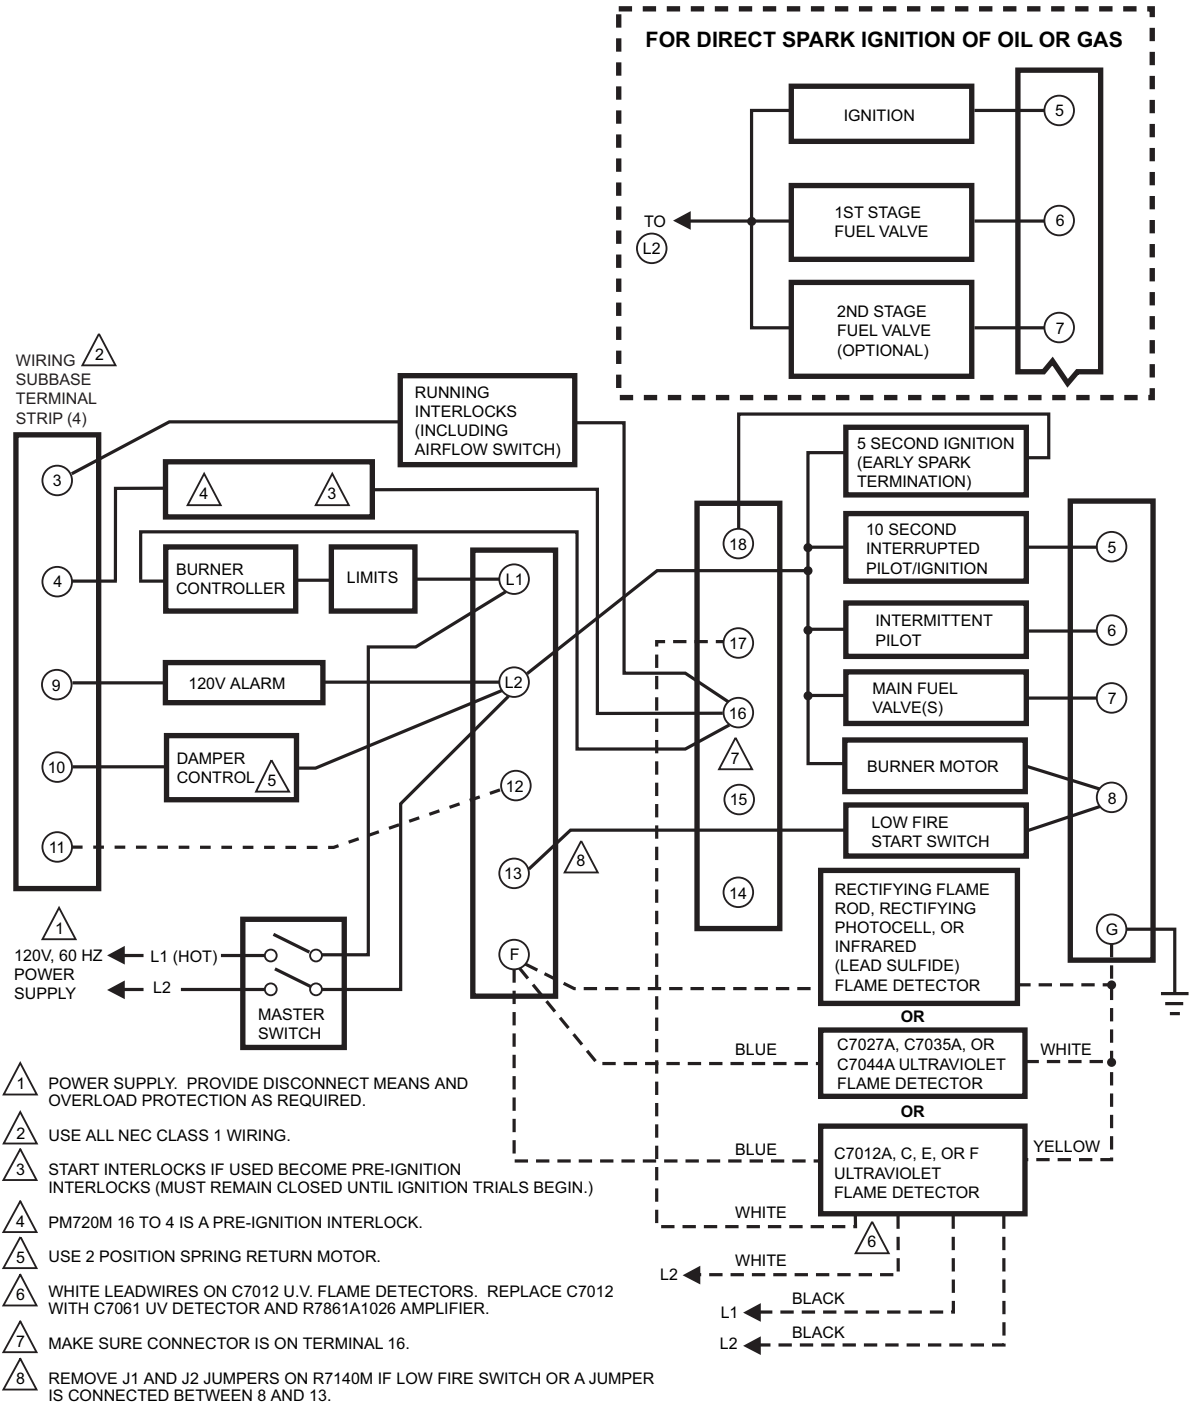 FOR DIRECT SPARK IGNITION OF OIL OR GAS
IGNITION
5
1ST STAGE
FUEL VALVE
6
TO
L2
2ND STAGE
FUEL VALVE
(OPTIONAL)
7
WIRING 2
SUBBASE
TERMINAL
STRIP (4)
RUNNING
INTERLOCKS
(INCLUDING
AIRFLOW SWITCH)
3
4 3
4
BURNER
CONTROLLER
LIMITS
L1
9
120V ALARM
L2
10
DAMPER
CONTROL 5
12
11
13
8
F
18
17
16
7
15
14
5 SECOND IGNITION
(EARLY SPARK
TERMINATION)
10 SECOND
INTERRUPTED
PILOT/IGNITION
5
INTERMITTENT
PILOT
6
MAIN FUEL
VALVE(S)
7
BURNER MOTOR
8
LOW FIRE
START SWITCH
RECTIFYING FLAME
ROD, RECTIFYING
PHOTOCELL, OR
INFRARED
(LEAD SULFIDE)
FLAME DETECTOR
G
OR
BLUE
C7027A, C7035A, OR
C7044A ULTRAVIOLET
FLAME DETECTOR
WHITE
OR
BLUE
C7012A, C, E, OR F
ULTRAVIOLET
FLAME DETECTOR
YELLOW
WHITE
6
WHITE
L2
BLACK
L1
BLACK
L2
1
120V, 60 HZ
POWER
SUPPLY
L1 (HOT)
L2
MASTER
SWITCH
1 POWER SUPPLY. PROVIDE DISCONNECT MEANS AND
OVERLOAD PROTECTION AS REQUIRED.
2 USE ALL NEC CLASS 1 WIRING.
3 START INTERLOCKS IF USED BECOME PRE-IGNITION
INTERLOCKS (MUST REMAIN CLOSED UNTIL IGNITION TRIALS BEGIN.)
4 PM720M 16 TO 4 IS A PRE-IGNITION INTERLOCK.
5 USE 2 POSITION SPRING RETURN MOTOR.
6 WHITE LEADWIRES ON C7012 U.V. FLAME DETECTORS. REPLACE C7012
WITH C7061 UV DETECTOR AND R7861A1026 AMPLIFIER.
7 MAKE SURE CONNECTOR IS ON TERMINAL 16.
8 REMOVE J1 AND J2 JUMPERS ON R7140M IF LOW FIRE SWITCH OR A JUMPER
IS CONNECTED BETWEEN 8 AND 13.